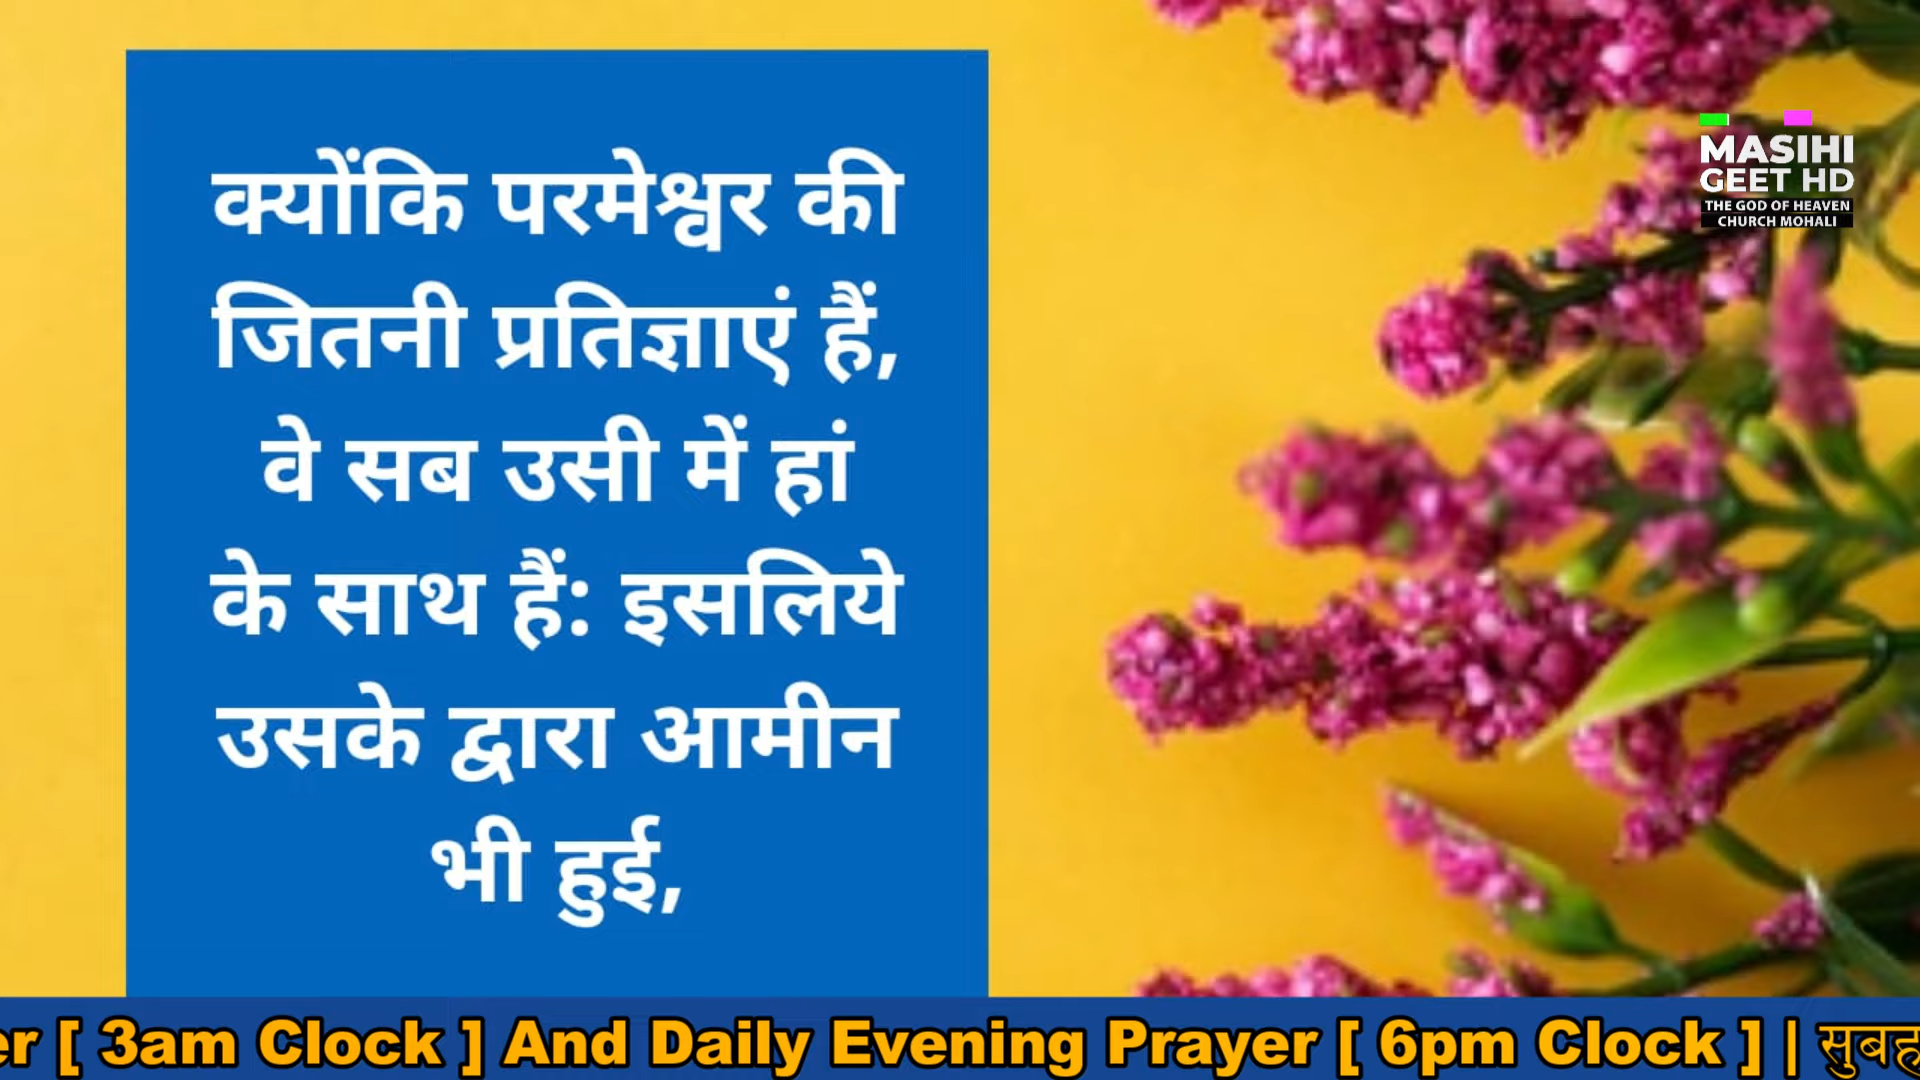 क्योंकि परमेश्वर की
जितनी प्रतिज्ञाएं हैं,
वे सब उसी में हां
के साथ हैं: इसलिये
उसके द्वारा आमीन
भी हुई,
MASIHI
GEET HD
THE GOD OF HEAVEN
CHURCH MOHALI
[ 3am Clock ] And Daily Evening Prayer [ 6pm Clock ] |